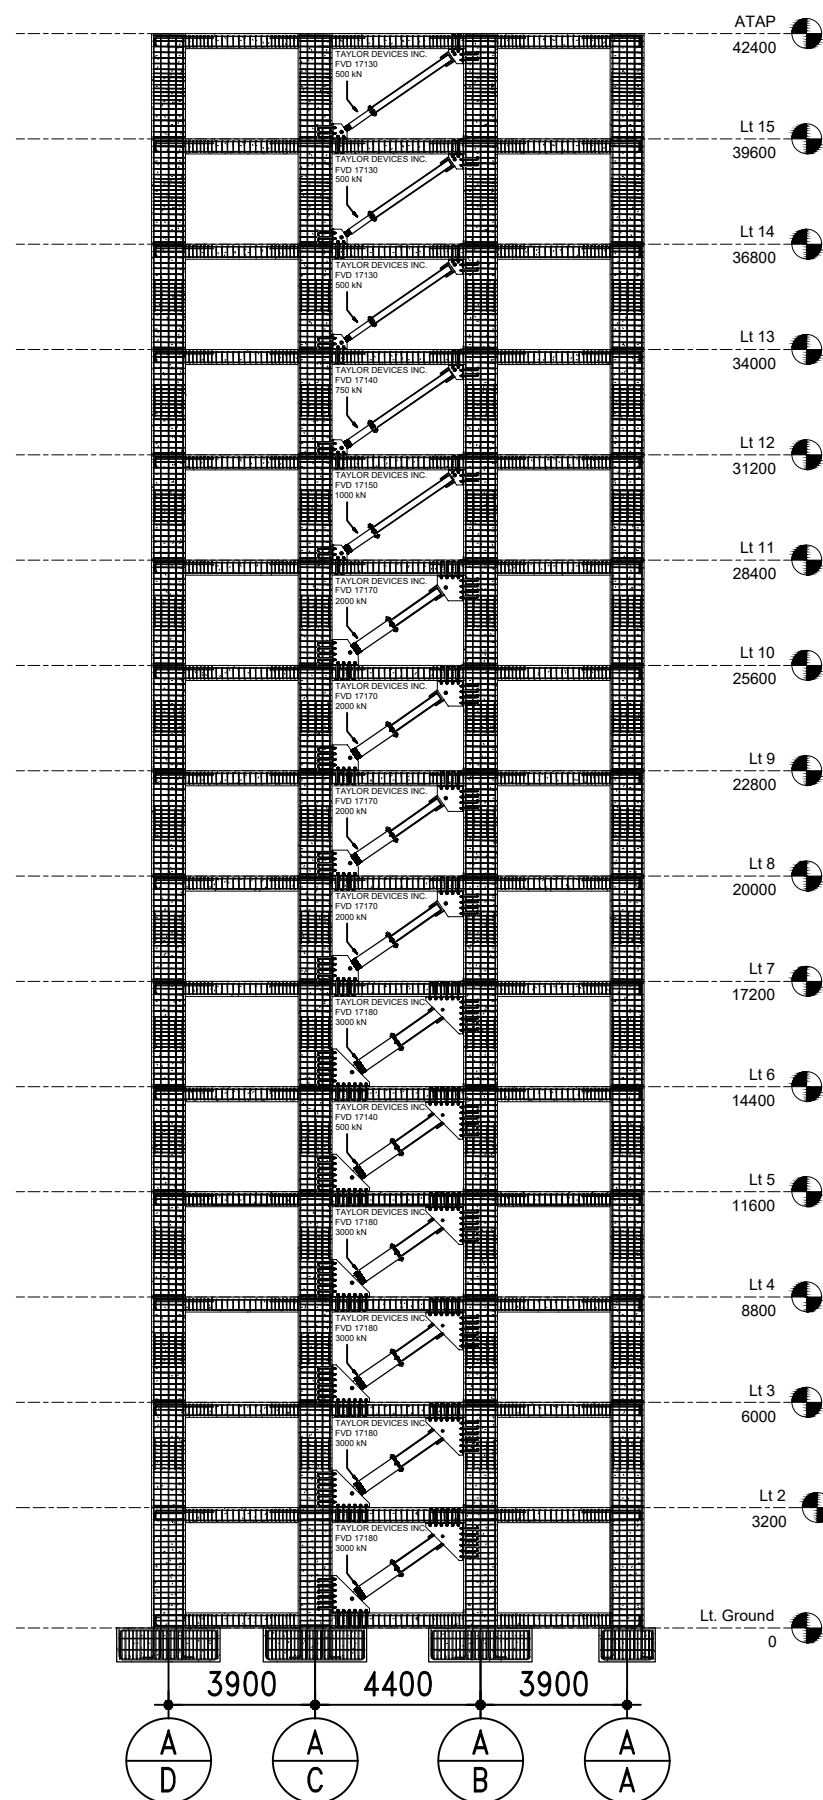 ATAP
42400
TAYLOR DEVICES INC.
FVD 17130
500 kN
Lt 15
39600
TAYLOR DEVICES INC.
FVD 17130
500 kN
Lt 14
36800
TAYLOR DEVICES INC.
FVD 17130
500 kN
Lt 13
34000
TAYLOR DEVICES INC.
FVD 17140
750 kN
Lt 12
31200
TAYLOR DEVICES INC.
FVD 17150
1000 kN
Lt 11
28400
TAYLOR DEVICES INC.
FVD 17170
2000 kN
Lt 10
25600
TAYLOR DEVICES INC.
FVD 17170
2000 kN
Lt 9
22800
TAYLOR DEVICES INC.
FVD 17170
2000 kN
Lt 8
20000
TAYLOR DEVICES INC.
FVD 17170
2000 kN
Lt 7
17200
TAYLOR DEVICES INC.
FVD 17180
3000 kN
Lt 6
14400
TAYLOR DEVICES INC.
FVD 17140
500 kN
Lt 5
11600
TAYLOR DEVICES INC.
FVD 17180
3000 kN
Lt 4
8800
TAYLOR DEVICES INC.
FVD 17180
3000 kN
Lt 3
6000
TAYLOR DEVICES INC.
FVD 17180
3000 kN
Lt 2
3200
TAYLOR DEVICES INC.
FVD 17180
3000 kN
Lt. Ground
0
3900 4400 3900
A A A A
D C B A